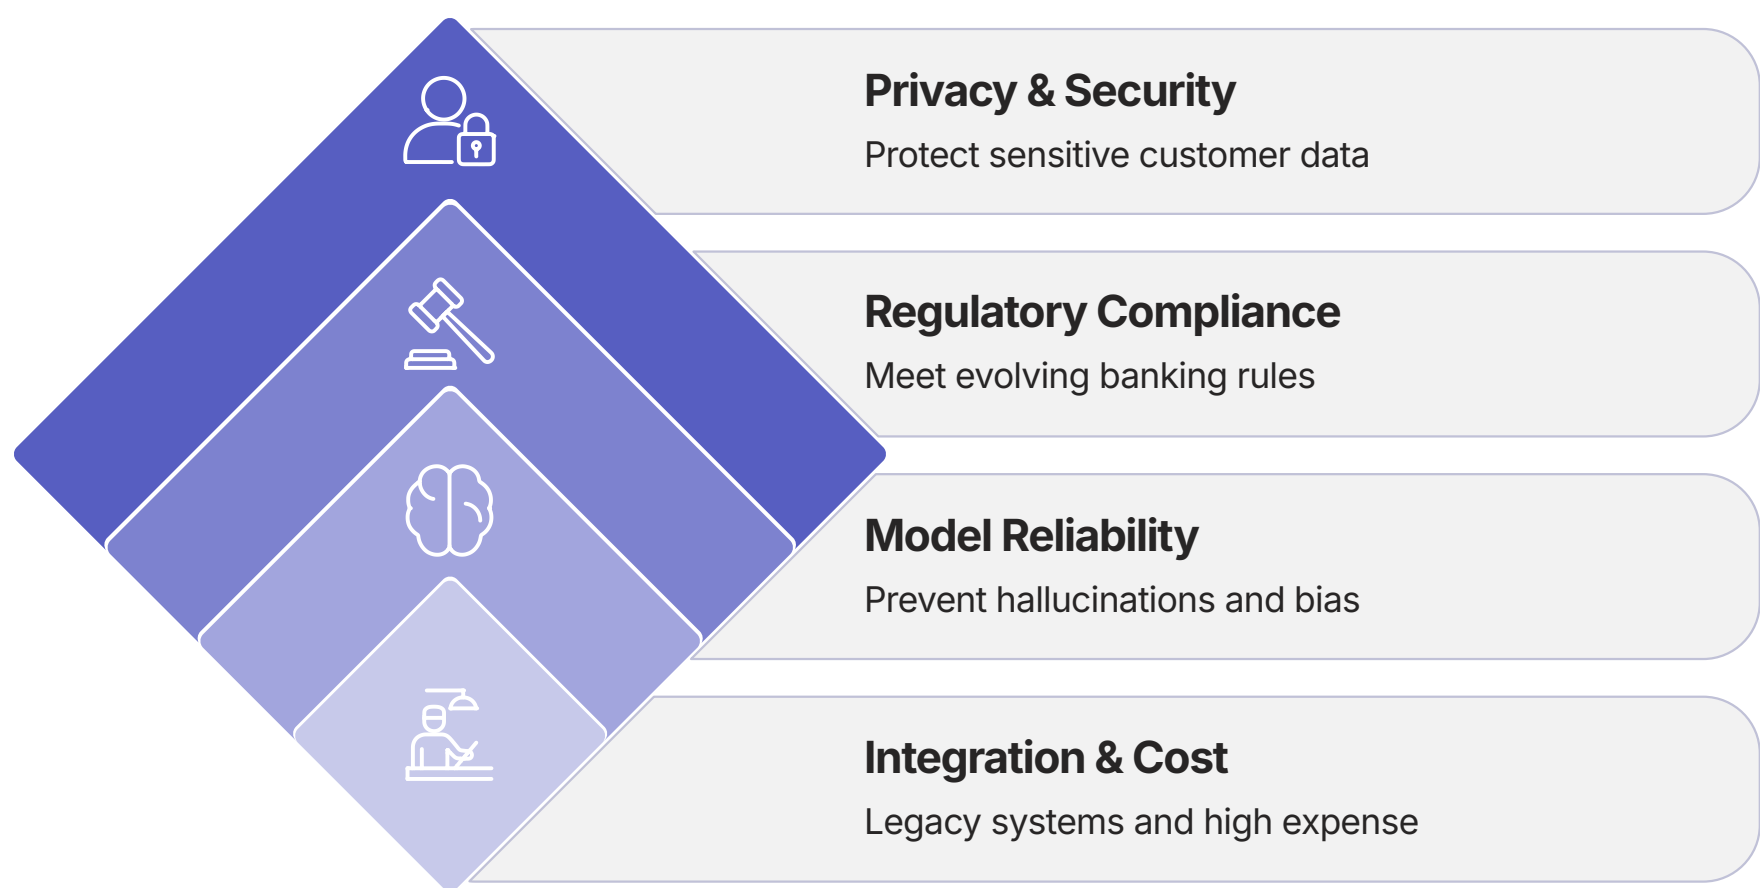 Privacy & Security
Protect sensitive customer data
Regulatory Compliance
Meet evolving banking rules
Model Reliability
Prevent hallucinations and bias
Integration & Cost
Legacy systems and high expense